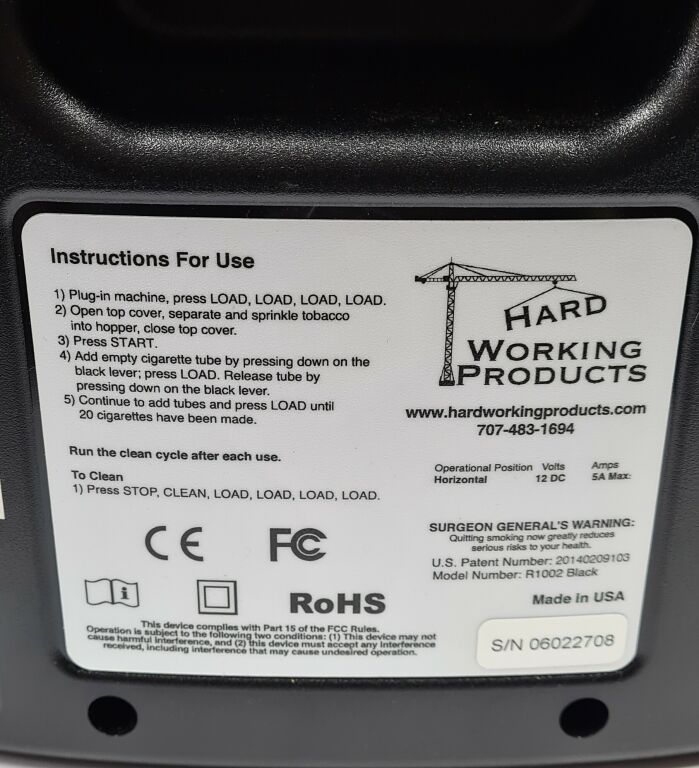 Instructions For Use
1) Plug-in machine, press LOAD, LOAD, LOAD, LOAD.
2) Open top cover, separate and sprinkle tobacco
into hopper, close top cover.
3) Press START.
4) Add empty cigarette tube by pressing down on the
black lever; press LOAD. Release tube by
pressing down on the black lever.
5) Continue to add tubes and press LOAD until
20 cigarettes have been made.
Run the clean cycle after each use.
To Clean
1) Press STOP, CLEAN, LOAD, LOAD, LOAD, LOAD.
HARD
WORKING
PRODUCTS
www.hardworkingproducts.com
707-483-1694
Operational Position Volts Amps
Horizontal 12 DC 5A Max:
SURGEON GENERAL'S WARNING:
Quitting smoking now greatly reduces
serious risks to your health.
U.S. Patent Number: 20140209103
Model Number: R1002 Black
Made in USA
S/N 06022708
CE FC
i RoHS
This device complies with Part 15 of the FCC Rules.
Operation is subject to the following two conditions: (1) This device may not
cause harmful interference, and (2) this device must accept any interference
received, including interference that may cause undesired operation.